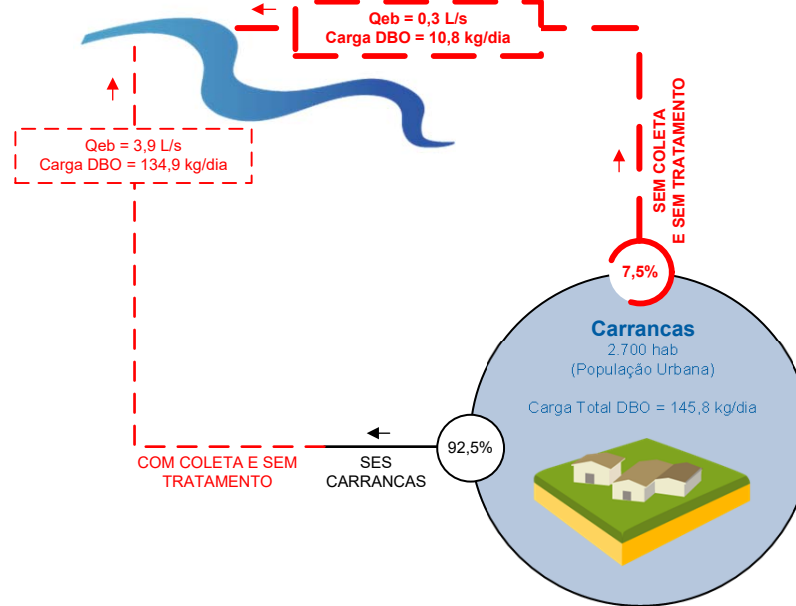 Qeb = 0,3 L/s
Carga DBO = 10,8 kg/dia
Qeb = 3,9 L/s
Carga DBO = 134,9 kg/dia
SEM COLETA
E SEM TRATAMENTO
7,5%
Carrancas
2.700 hab
(População Urbana)
Carga Total DBO = 145,8 kg/dia
92,5%
COM COLETA E SEM
TRATAMENTO
SES
CARRANCAS